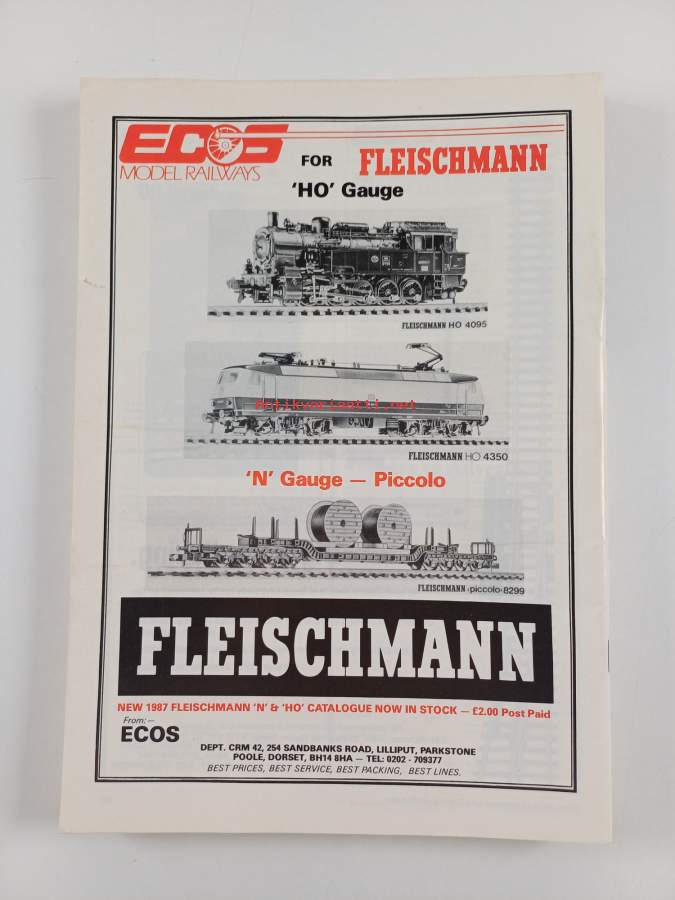 ECOS
MODEL RAILWAYS
FOR FLEISCHMANN
'HO' Gauge
FLEISCHMANN HO 4095
Antikvariaatti.net
FLEISCHMANN HO 4350
'N' Gauge — Piccolo
FLEISCHMANN ‹piccolo› 8299
FLEISCHMANN
NEW 1987 FLEISCHMANN 'N' & 'HO' CATALOGUE NOW IN STOCK — £2.00 Post Paid
From:—
ECOS
DEPT. CRM 42, 254 SANDBANKS ROAD, LILLIPUT, PARKSTONE
POOLE, DORSET, BH14 8HA — TEL: 0202 - 709377
BEST PRICES, BEST SERVICE, BEST PACKING, BEST LINES.